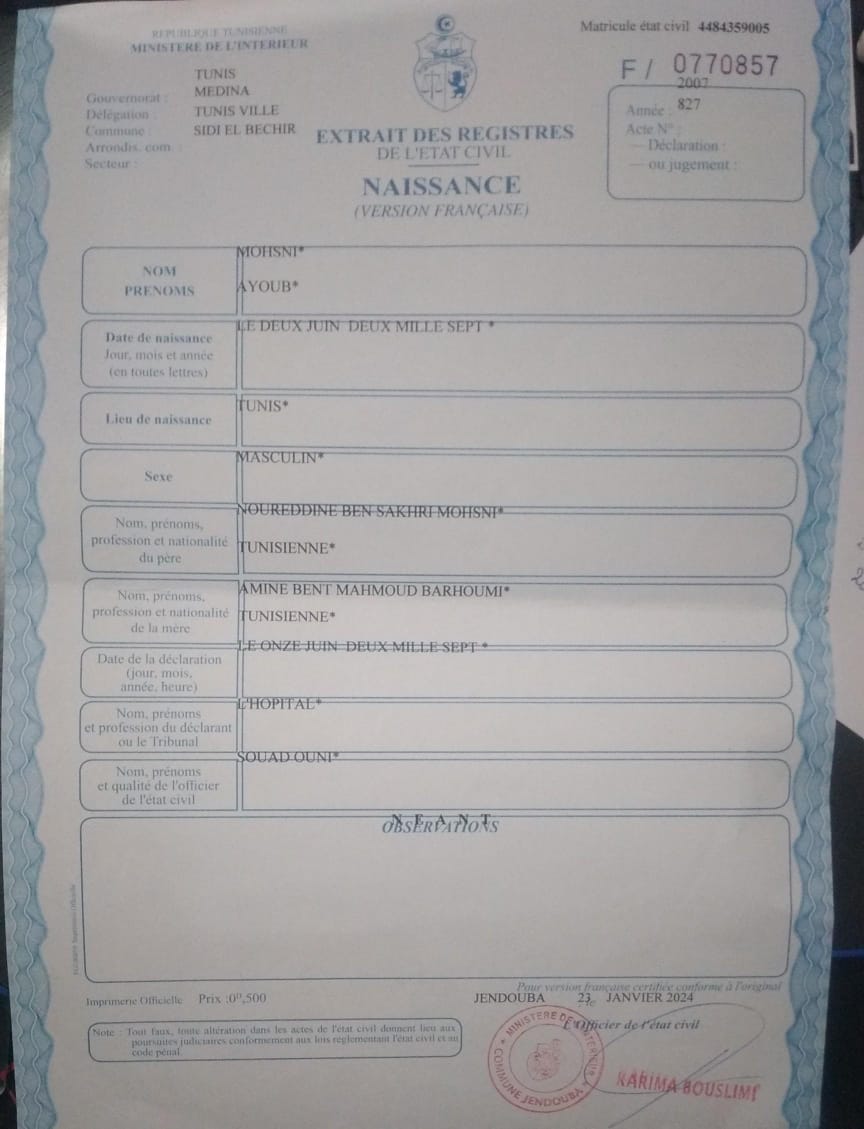 REPUBLIQUE TUNISIENNE
MINISTERE DE L'INTERIEUR
Matricule état civil 4484359005
F/ 0770857
Gouvernorat : TUNIS
Délégation : MEDINA
Commune : TUNIS VILLE
Arrondis. com : SIDI EL BECHIR
Secteur :
2007
Année : 827
Acte N° :
— Déclaration :
— ou jugement :
EXTRAIT DES REGISTRES
DE L'ETAT CIVIL
NAISSANCE
(VERSION FRANÇAISE)
NOM
PRENOMS
MOHSNI*
AYOUB*
Date de naissance
Jour, mois et année
(en toutes lettres)
LE DEUX JUIN DEUX MILLE SEPT *
Lieu de naissance
TUNIS*
Sexe
MASCULIN*
Nom, prénoms,
profession et nationalité
du père
NOUREDDINE BEN SAKHRI MOHSNI*
TUNISIENNE*
Nom, prénoms,
profession et nationalité
de la mère
AMINE BENT MAHMOUD BARHOUMI*
TUNISIENNE*
Date de la déclaration
(jour, mois,
année, heure)
LE ONZE JUIN DEUX MILLE SEPT *
Nom, prénoms
et profession du déclarant
ou le Tribunal
L'HOPITAL*
Nom, prénoms
et qualité de l'officier
de l'état civil
SOUAD OUNI*
N E A N T
OBSERVATIONS
Imprimerie Officielle Prix :0ᴰ,500
Pour version française certifiée conforme à l'original
JENDOUBA 23 JANVIER 2024
L'Officier de l'état civil
Note : Tout faux, toute altération dans les actes de l'état civil donnent lieu aux
poursuites judiciaires conformement aux lois réglementant l'état civil et au
code pénal.
MINISTERE DE L'INTERIEUR
COMMUNE JENDOUBA
KARIMA BOUSLIMI